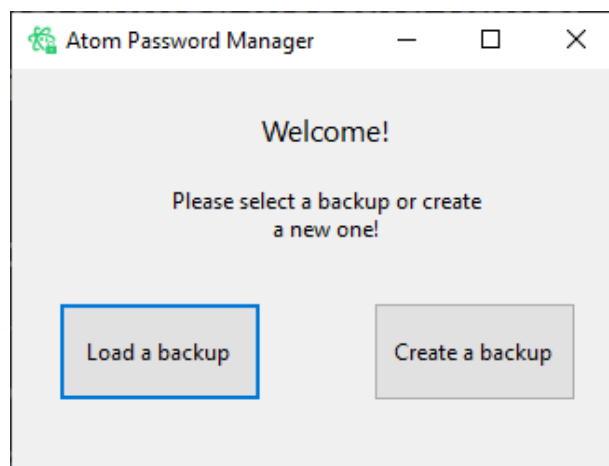 Atom Password Manager
Welcome!
Please select a backup or create
a new one!
Load a backup
Create a backup